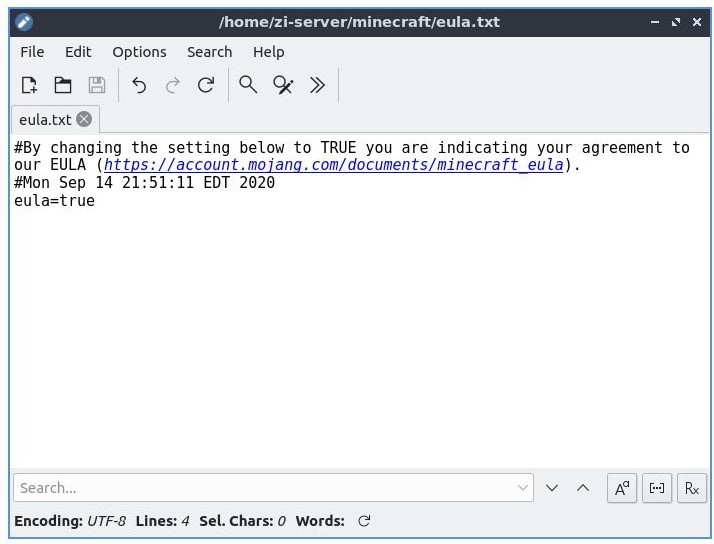 /home/zi-server/minecraft/eula.txt
File Edit Options Search Help
eula.txt
#By changing the setting below to TRUE you are indicating your agreement to
our EULA (https://account.mojang.com/documents/minecraft_eula).
#Mon Sep 14 21:51:11 EDT 2020
eula=true
Search...
Aa
Rx
Encoding: UTF-8 Lines: 4 Sel. Chars: 0 Words: